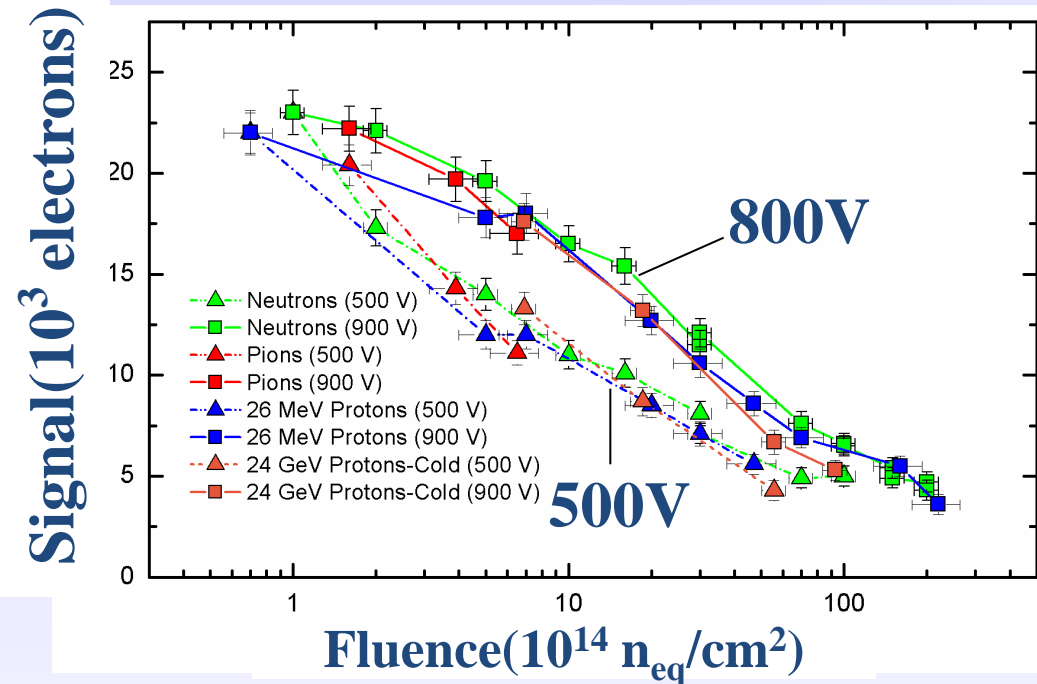 Signal(10³ electrons)
25
20
15
10
5
0
800V
Neutrons (500 V)
Neutrons (900 V)
Pions (500 V)
Pions (900 V)
26 MeV Protons (500 V)
26 MeV Protons (900 V)
24 GeV Protons-Cold (500 V)
24 GeV Protons-Cold (900 V)
500V
1 10 100
Fluence(10¹⁴ nₑq/cm²)